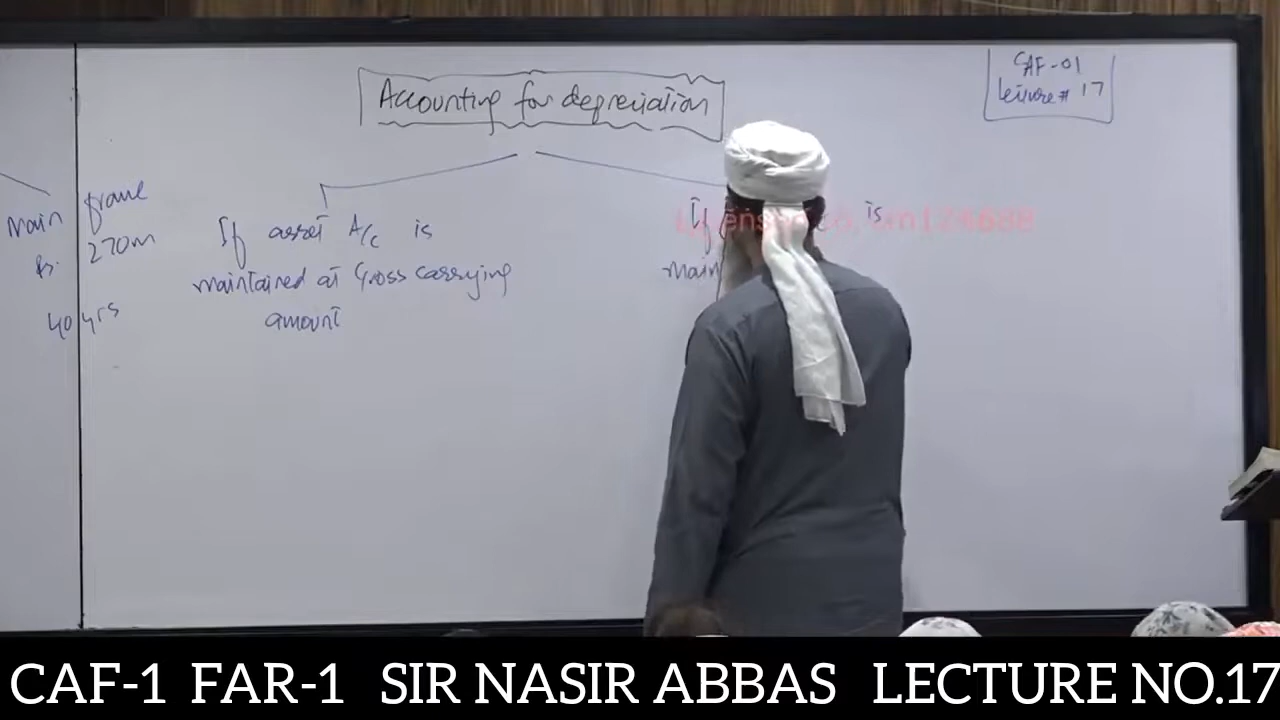 Accounting for depreciation
CAF-01
Lecture # 17
Main frame
Rs. 270m
40 yrs
If asset A/c is
maintained at Gross carrying
amount
If is
main
CAF-1 FAR-1 SIR NASIR ABBAS LECTURE NO.17